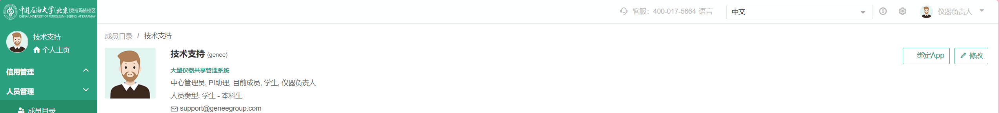 中国石油大学(北京)克拉玛依校区
CHINA UNIVERSITY OF PETROLEUM - BEIJING AT KARAMAY
客服：400-017-5664 语言
中文
仪器负责人
技术支持
个人主页
信用管理
人员管理
成员目录
成员目录 / 技术支持
技术支持 (genee)
绑定App
修改
大型仪器共享管理系统
中心管理员, PI助理, 目前成员, 学生, 仪器负责人
人员类型: 学生 - 本科生
support@geneegroup.com